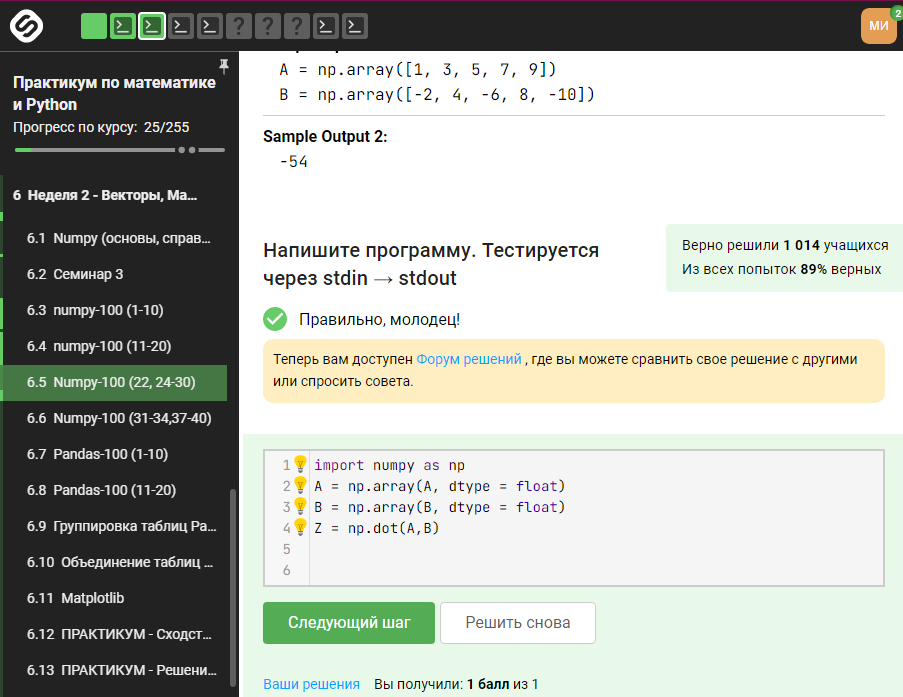 МИ
2
Практикум по математике
и Python
Прогресс по курсу: 25/255
6 Неделя 2 - Векторы, Ма...
6.1 Numpy (основы, справ...
6.2 Семинар 3
6.3 numpy-100 (1-10)
6.4 numpy-100 (11-20)
6.5 Numpy-100 (22, 24-30)
6.6 Numpy-100 (31-34,37-40)
6.7 Pandas-100 (1-10)
6.8 Pandas-100 (11-20)
6.9 Группировка таблиц Pa...
6.10 Объединение таблиц ...
6.11 Matplotlib
6.12 ПРАКТИКУМ - Сходст...
6.13 ПРАКТИКУМ - Решени...
A = np.array([1, 3, 5, 7, 9])
B = np.array([-2, 4, -6, 8, -10])
Sample Output 2:
-54
Напишите программу. Тестируется
через stdin → stdout
Верно решили 1 014 учащихся
Из всех попыток 89% верных
Правильно, молодец!
Теперь вам доступен Форум решений , где вы можете сравнить свое решение с другими
или спросить совета.
1 import numpy as np
2 A = np.array(A, dtype = float)
3 B = np.array(B, dtype = float)
4 Z = np.dot(A,B)
5
6
Следующий шаг
Решить снова
Ваши решения Вы получили: 1 балл из 1